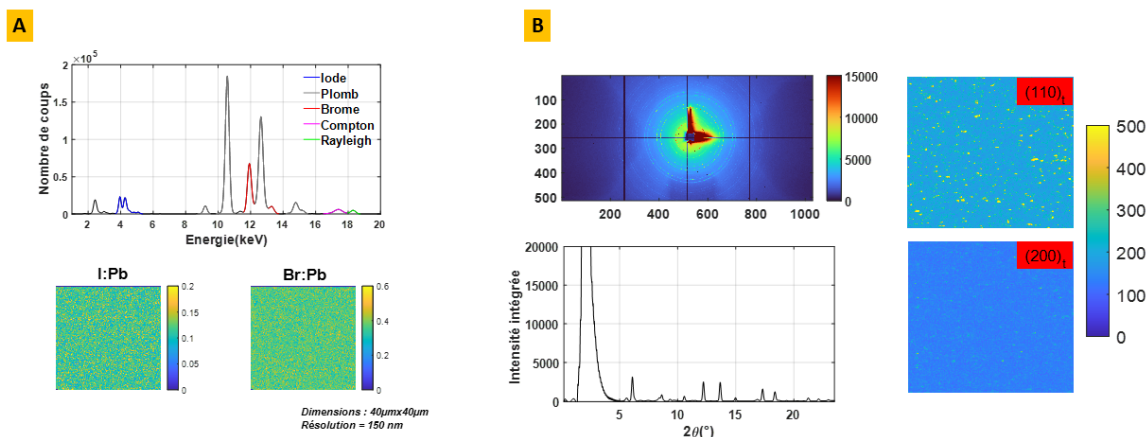 A
×10^5
2
1.5
1
0.5
0
Nombre de coups
Iode
Plomb
Brome
Compton
Rayleigh
2 4 6 8 10 12 14 16 18 20
Energie(keV)
I:Pb
0.2
0.15
0.1
0.05
0
Br:Pb
0.6
0.4
0.2
0
Dimensions : 40µmx40µm
Résolution = 150 nm
B
100
200
300
400
500
200 400 600 800 1000
15000
10000
5000
0
20000
15000
10000
5000
0
Intensité intégrée
5 10 15 20
2θ(°)
(110)t
(200)t
500
400
300
200
100
0